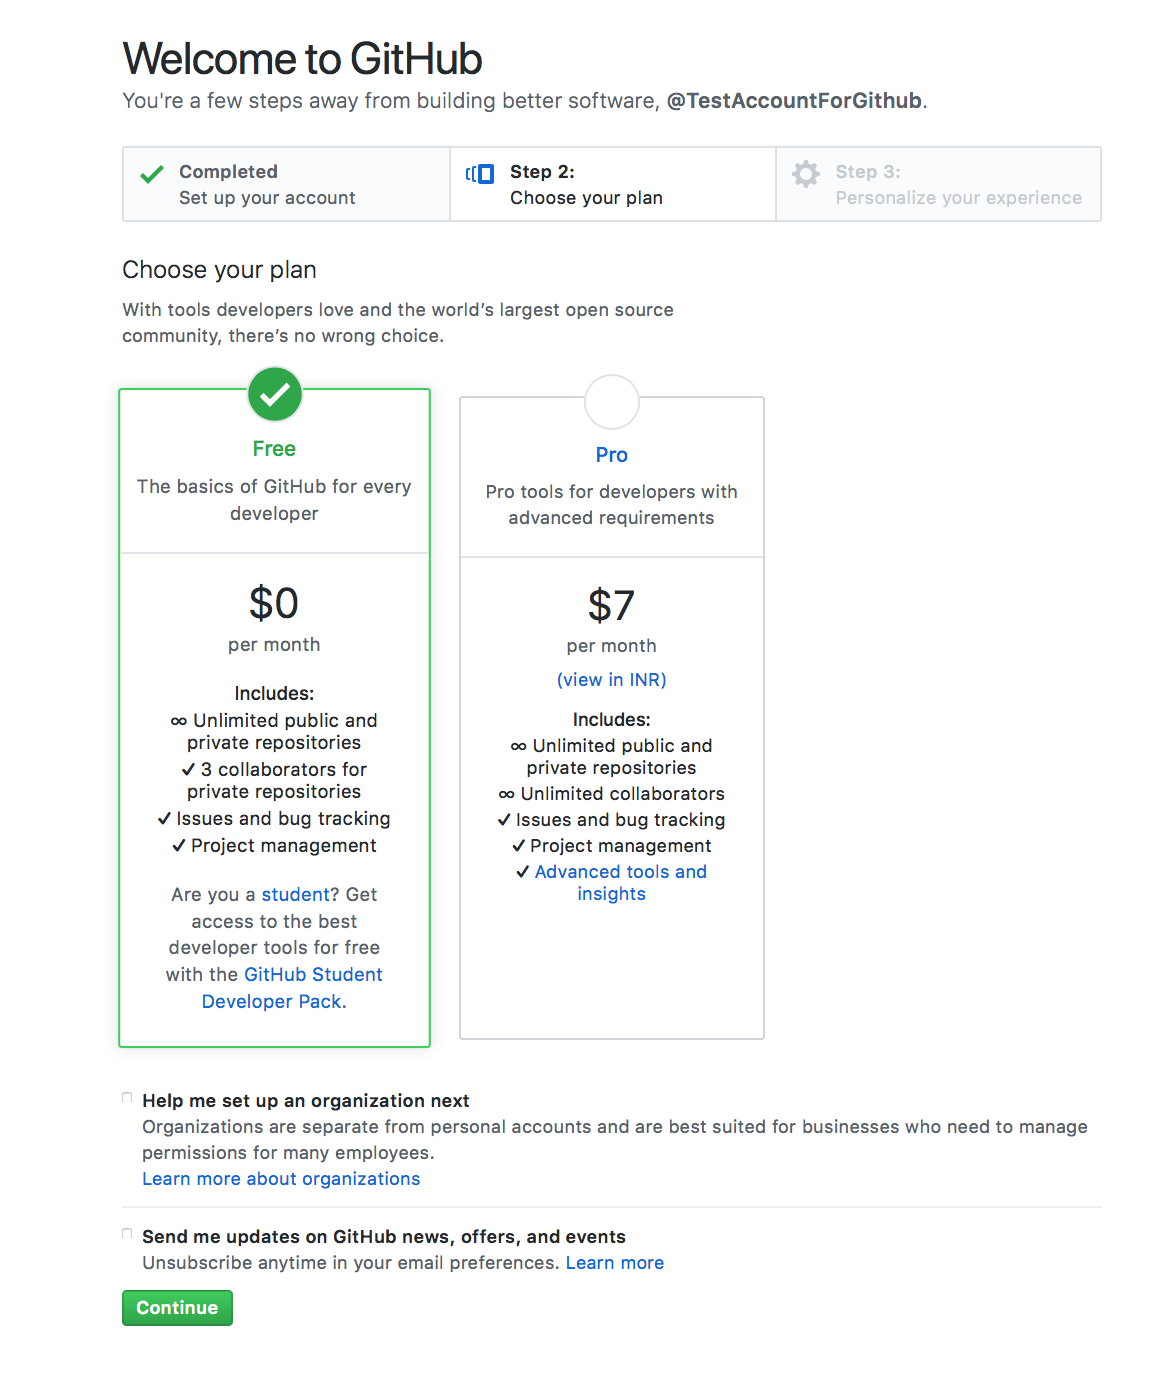 Welcome to GitHub
You're a few steps away from building better software, @TestAccountForGithub.
Completed
Set up your account
Step 2:
Choose your plan
Step 3:
Personalize your experience
Choose your plan
With tools developers love and the world’s largest open source
community, there’s no wrong choice.
Free
The basics of GitHub for every
developer
$0
per month
Includes:
∞ Unlimited public and
private repositories
✔ 3 collaborators for
private repositories
✔ Issues and bug tracking
✔ Project management
Are you a student? Get
access to the best
developer tools for free
with the GitHub Student
Developer Pack.
Pro
Pro tools for developers with
advanced requirements
$7
per month
(view in INR)
Includes:
∞ Unlimited public and
private repositories
∞ Unlimited collaborators
✔ Issues and bug tracking
✔ Project management
✔ Advanced tools and
insights
Help me set up an organization next
Organizations are separate from personal accounts and are best suited for businesses who need to manage
permissions for many employees.
Learn more about organizations
Send me updates on GitHub news, offers, and events
Unsubscribe anytime in your email preferences. Learn more
Continue